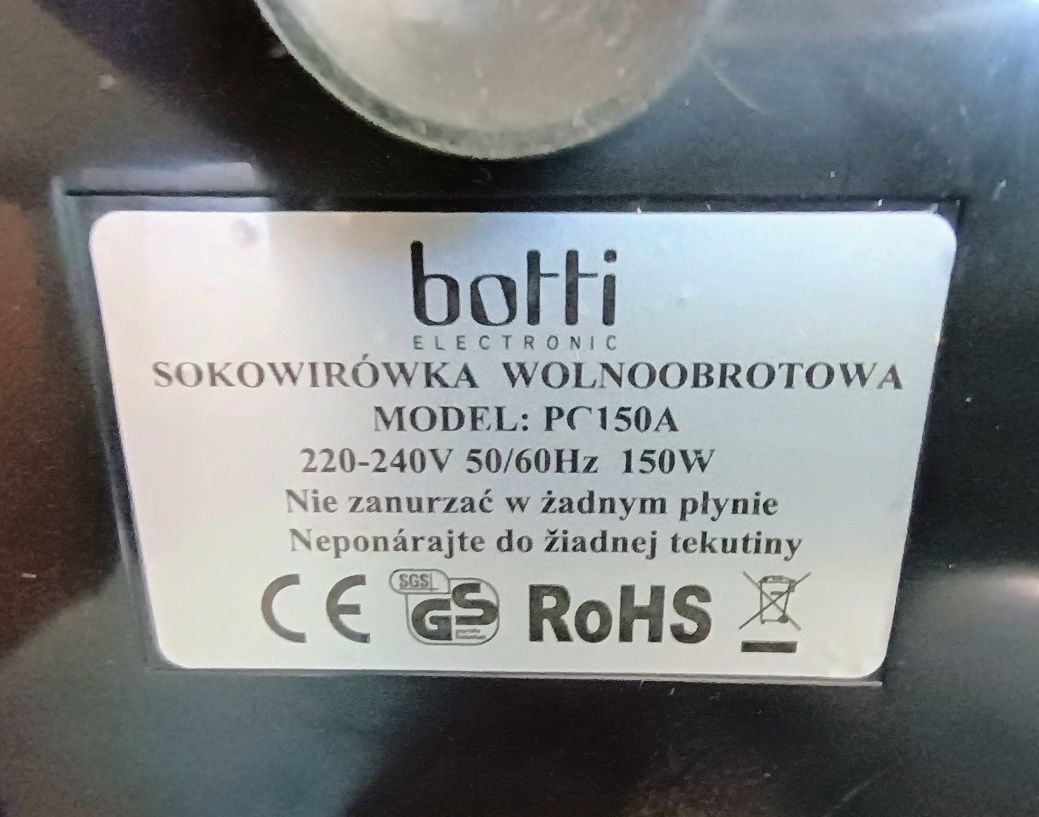 botti
ELECTRONIC
SOKOWIRÓWKA WOLNOOBROTOWA
MODEL: PC150A
220-240V 50/60Hz 150W
Nie zanurzać w żadnym płynie
Neponárajte do žiadnej tekutiny
CE SGS GS RoHS